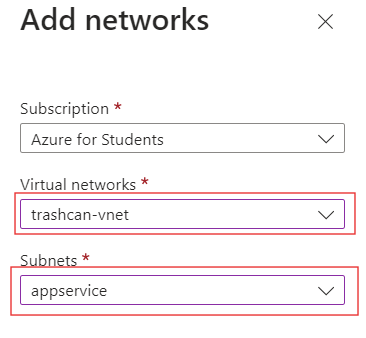 Add networks
Subscription *
Azure for Students
Virtual networks *
trashcan-vnet
Subnets *
appservice